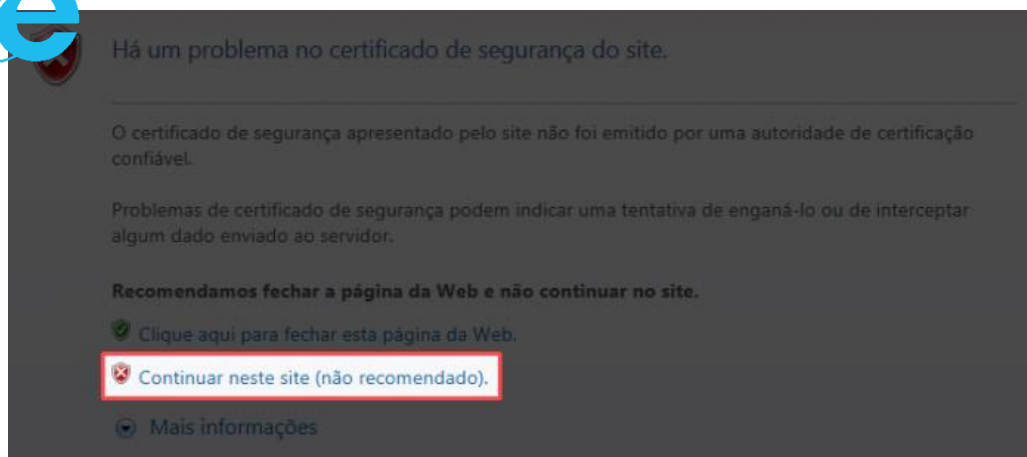 Há um problema no certificado de segurança do site.
O certificado de segurança apresentado pelo site não foi emitido por uma autoridade de certificação
confiável.
Problemas de certificado de segurança podem indicar uma tentativa de enganá-lo ou de interceptar
algum dado enviado ao servidor.
Recomendamos fechar a página da Web e não continuar no site.
Clique aqui para fechar esta página da Web.
Continuar neste site (não recomendado).
Mais informações